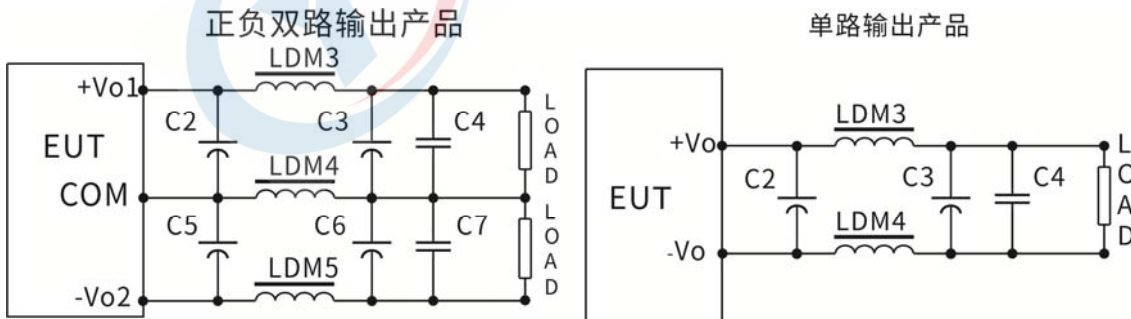 正负双路输出产品
单路输出产品
LDM3
+Vo1
C2
C3
C4
LOAD
EUT
LDM4
COM
C5
C6
C7
LOAD
LDM5
-Vo2
LDM3
+Vo
C2
C3
C4
LOAD
EUT
LDM4
-Vo